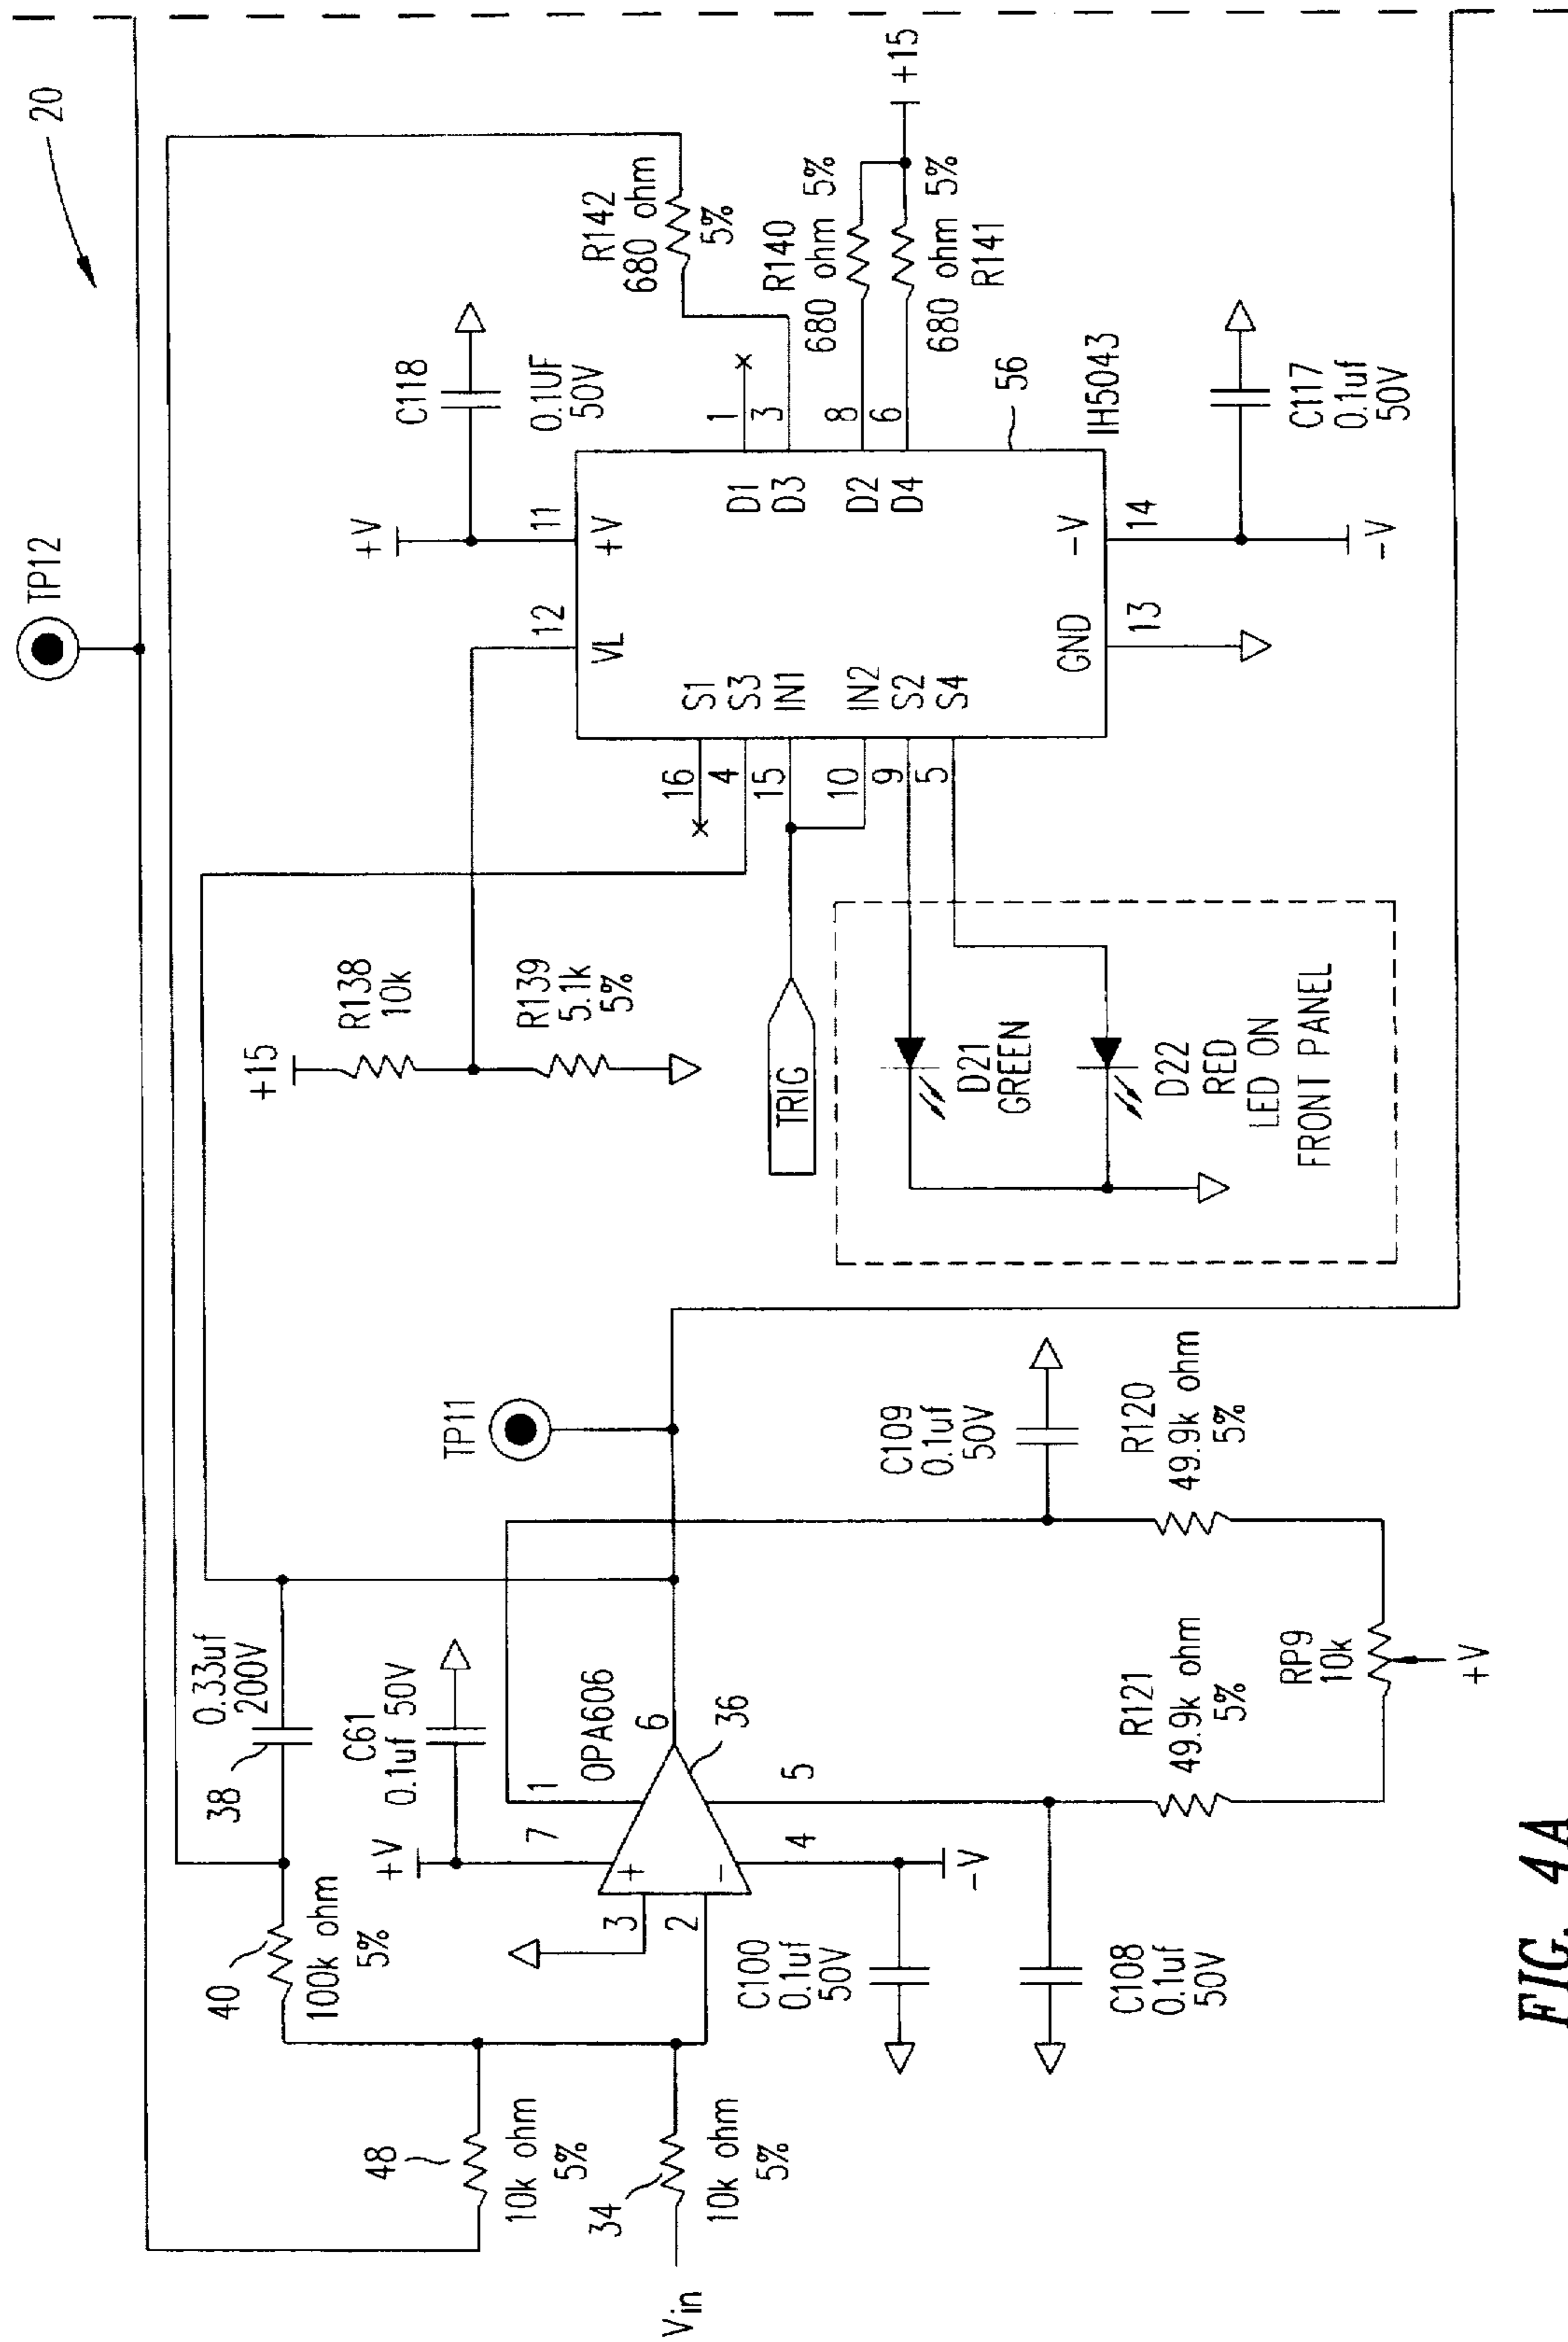 20
TP12
0.33uf
200V
38
40
100k ohm
5%
48
10k ohm
5%
34
10k ohm
5%
Vin
+V
C61
0.1uf 50V
7
1
OPA606
6
3
2
+
-
36
4
5
-V
C100
0.1uf
50V
C108
0.1uf
50V
TP11
C109
0.1uf
50V
R120
49.9k ohm
5%
R121
49.9k ohm
5%
RP9
10k
+V
+15
R138
10k
R139
5.1k
5%
TRIG
D21
GREEN
D22
RED
LED ON
FRONT PANEL
+V
C118
0.1UF
50V
12
11
VL
+V
16
4
15
10
9
5
S1
S3
IN1
IN2
S2
S4
D1
D3
D2
D4
1
3
8
6
R142
680 ohm
5%
R140
680 ohm 5%
680 ohm 5%
R141
+15
56
IH5043
GND
-V
13
14
-V
C117
0.1uf
50V
FIG. 4A